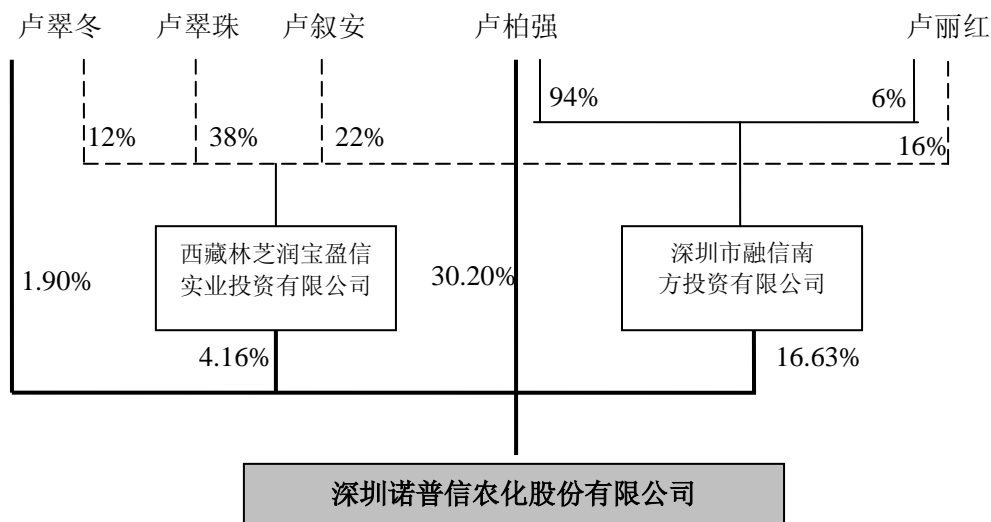 卢翠冬 卢翠珠 卢叙安 卢柏强 卢丽红
94% 6%
12% 38% 22% 16%
西藏林芝润宝盈信
实业投资有限公司
深圳市融信南
方投资有限公司
1.90% 30.20%
4.16% 16.63%
深圳诺普信农化股份有限公司